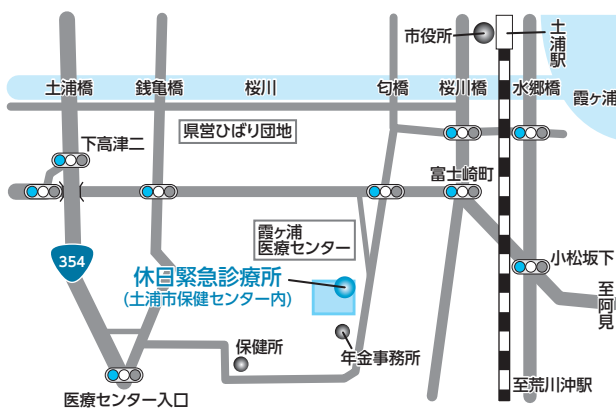 市役所
土浦駅
土浦橋
銭亀橋
桜川
匂橋
桜川橋
水郷橋
霞ヶ浦
県営ひばり団地
下高津二
富士崎町
霞ヶ浦
医療センター
354
休日緊急診療所
(土浦市保健センター内)
小松坂下
至阿見
保健所
年金事務所
医療センター入口
至荒川沖駅